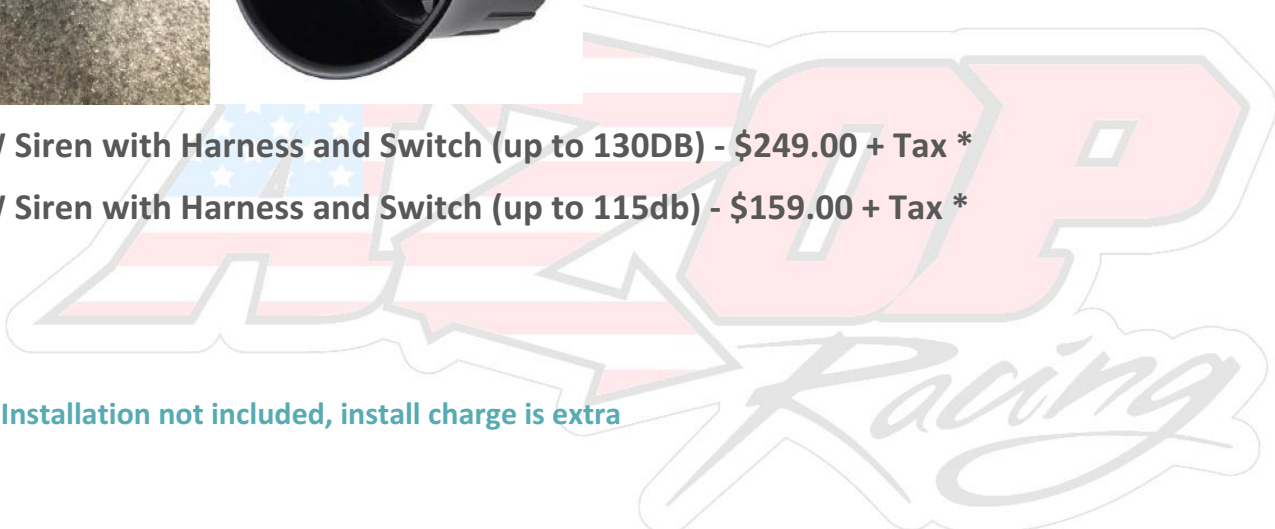 Siren with Harness and Switch (up to 130DB) - $249.00 + Tax *
Siren with Harness and Switch (up to 115db) - $159.00 + Tax *
AZOP
Racing
Installation not included, install charge is extra